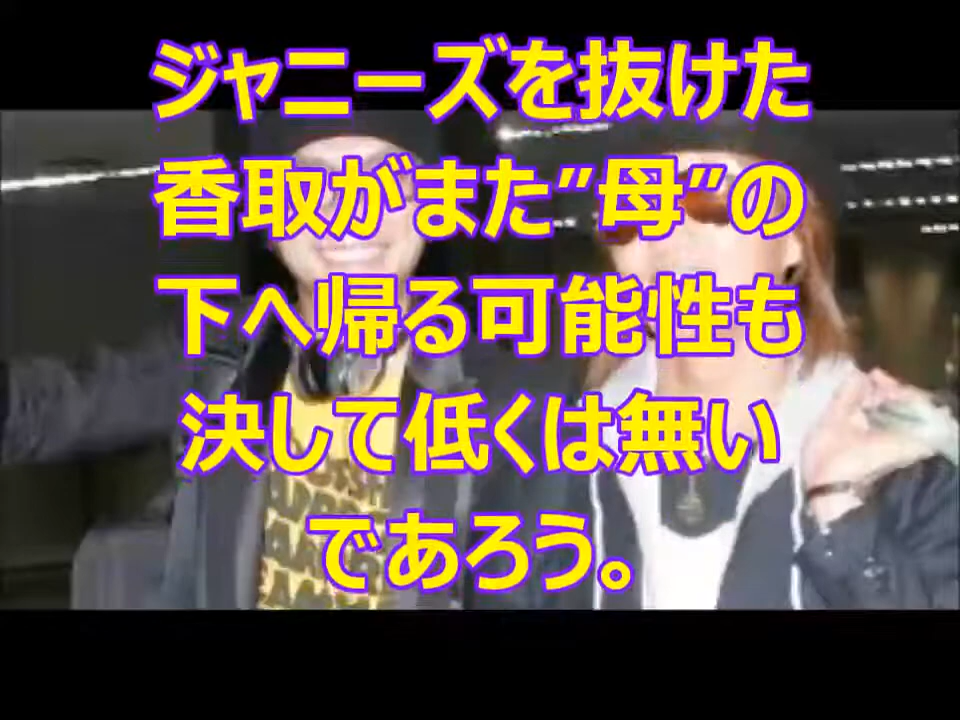 ジャニーズを抜けた
香取がまた”母”の
下へ帰る可能性も
決して低くは無い
であろう。